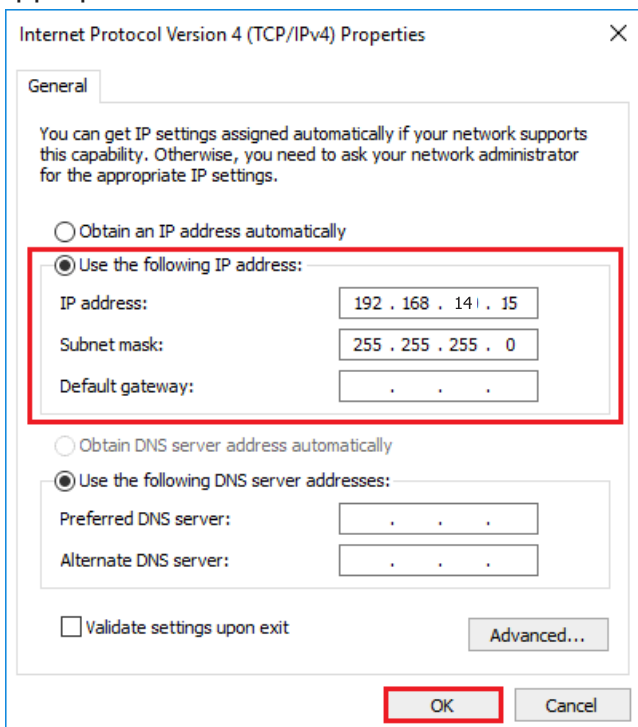 Internet Protocol Version 4 (TCP/IPv4) Properties
General
You can get IP settings assigned automatically if your network supports
this capability. Otherwise, you need to ask your network administrator
for the appropriate IP settings.
Obtain an IP address automatically
Use the following IP address:
IP address: 192 . 168 . . 15
Subnet mask: 255 . 255 . 255 . 0
Default gateway: . . .
Obtain DNS server address automatically
Use the following DNS server addresses:
Preferred DNS server: . . .
Alternate DNS server: . . .
Validate settings upon exit
Advanced...
OK Cancel